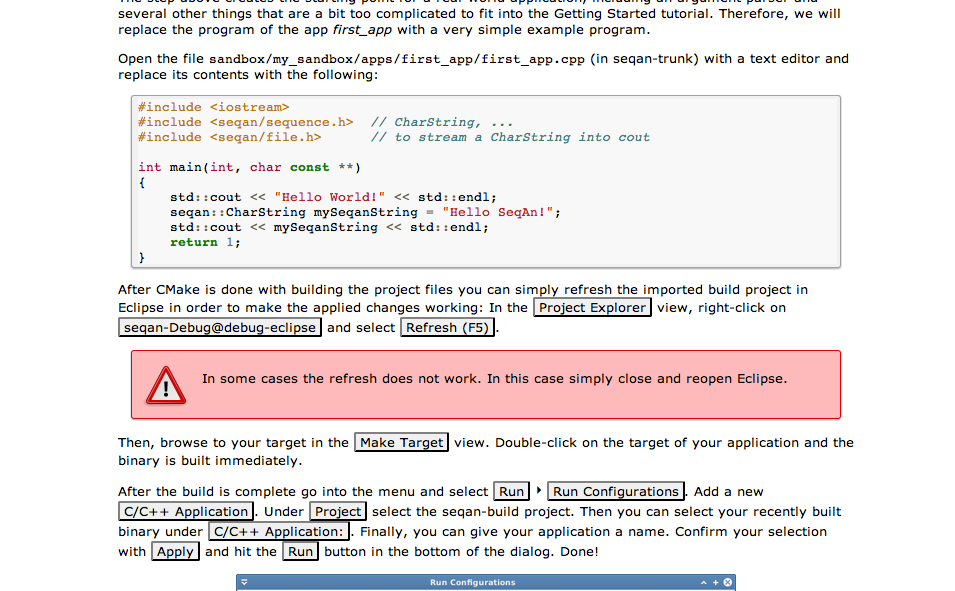 several other things that are a bit too complicated to fit into the Getting Started tutorial. Therefore, we will
replace the program of the app first_app with a very simple example program.
Open the file sandbox/my_sandbox/apps/first_app/first_app.cpp (in seqan-trunk) with a text editor and
replace its contents with the following:
#include <iostream>
#include <seqan/sequence.h>  // CharString, ...
#include <seqan/file.h>      // to stream a CharString into cout
int main(int, char const **)
{
    std::cout << "Hello World!" << std::endl;
    seqan::CharString mySeqanString = "Hello SeqAn!";
    std::cout << mySeqanString << std::endl;
    return 1;
}
After CMake is done with building the project files you can simply refresh the imported build project in
Eclipse in order to make the applied changes working: In the Project Explorer view, right-click on
seqan-Debug@debug-eclipse and select Refresh (F5).
In some cases the refresh does not work. In this case simply close and reopen Eclipse.
Then, browse to your target in the Make Target view. Double-click on the target of your application and the
binary is built immediately.
After the build is complete go into the menu and select Run ‣ Run Configurations. Add a new
C/C++ Application. Under Project select the seqan-build project. Then you can select your recently built
binary under C/C++ Application:. Finally, you can give your application a name. Confirm your selection
with Apply and hit the Run button in the bottom of the dialog. Done!
Run Configurations